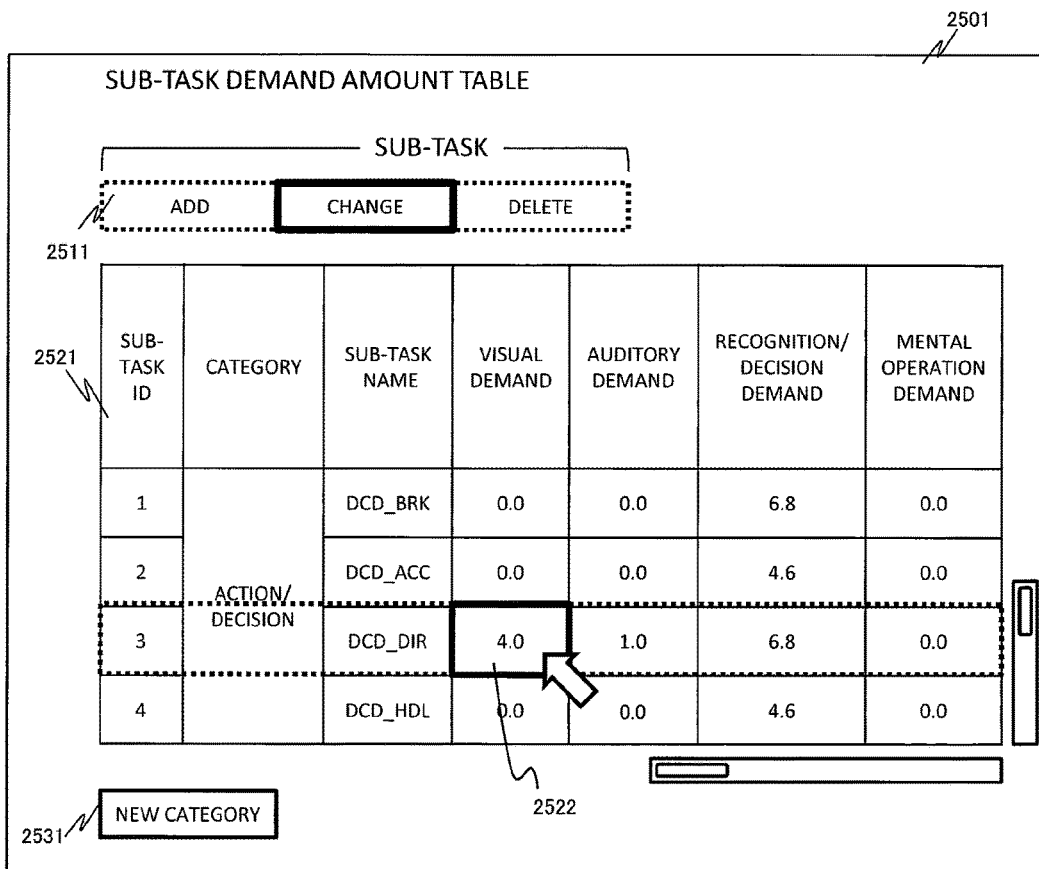 2501
SUB-TASK DEMAND AMOUNT TABLE
SUB-TASK
ADD CHANGE DELETE
2511
2521
SUB-
TASK
ID
CATEGORY
SUB-TASK
NAME
VISUAL
DEMAND
AUDITORY
DEMAND
RECOGNITION/
DECISION
DEMAND
MENTAL
OPERATION
DEMAND
1 DCD_BRK 0.0 0.0 6.8 0.0
2 DCD_ACC 0.0 0.0 4.6 0.0
ACTION/
DECISION
3 DCD_DIR 4.0 1.0 6.8 0.0
4 DCD_HDL 0.0 0.0 4.6 0.0
2522
NEW CATEGORY
2531